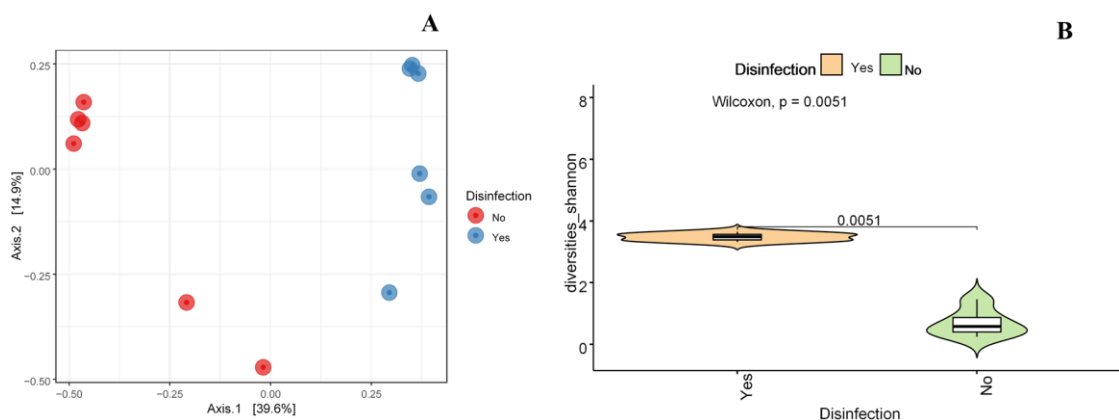 A
0.25
0.00
-0.25
-0.50
Axis.2 [14.9%]
-0.50
-0.25
0.00
0.25
Axis.1 [39.6%]
Disinfection
No
Yes
B
Disinfection Yes No
Wilcoxon, p = 0.0051
8
6
4
2
0
diversities_shannon
0.0051
Yes
No
Disinfection